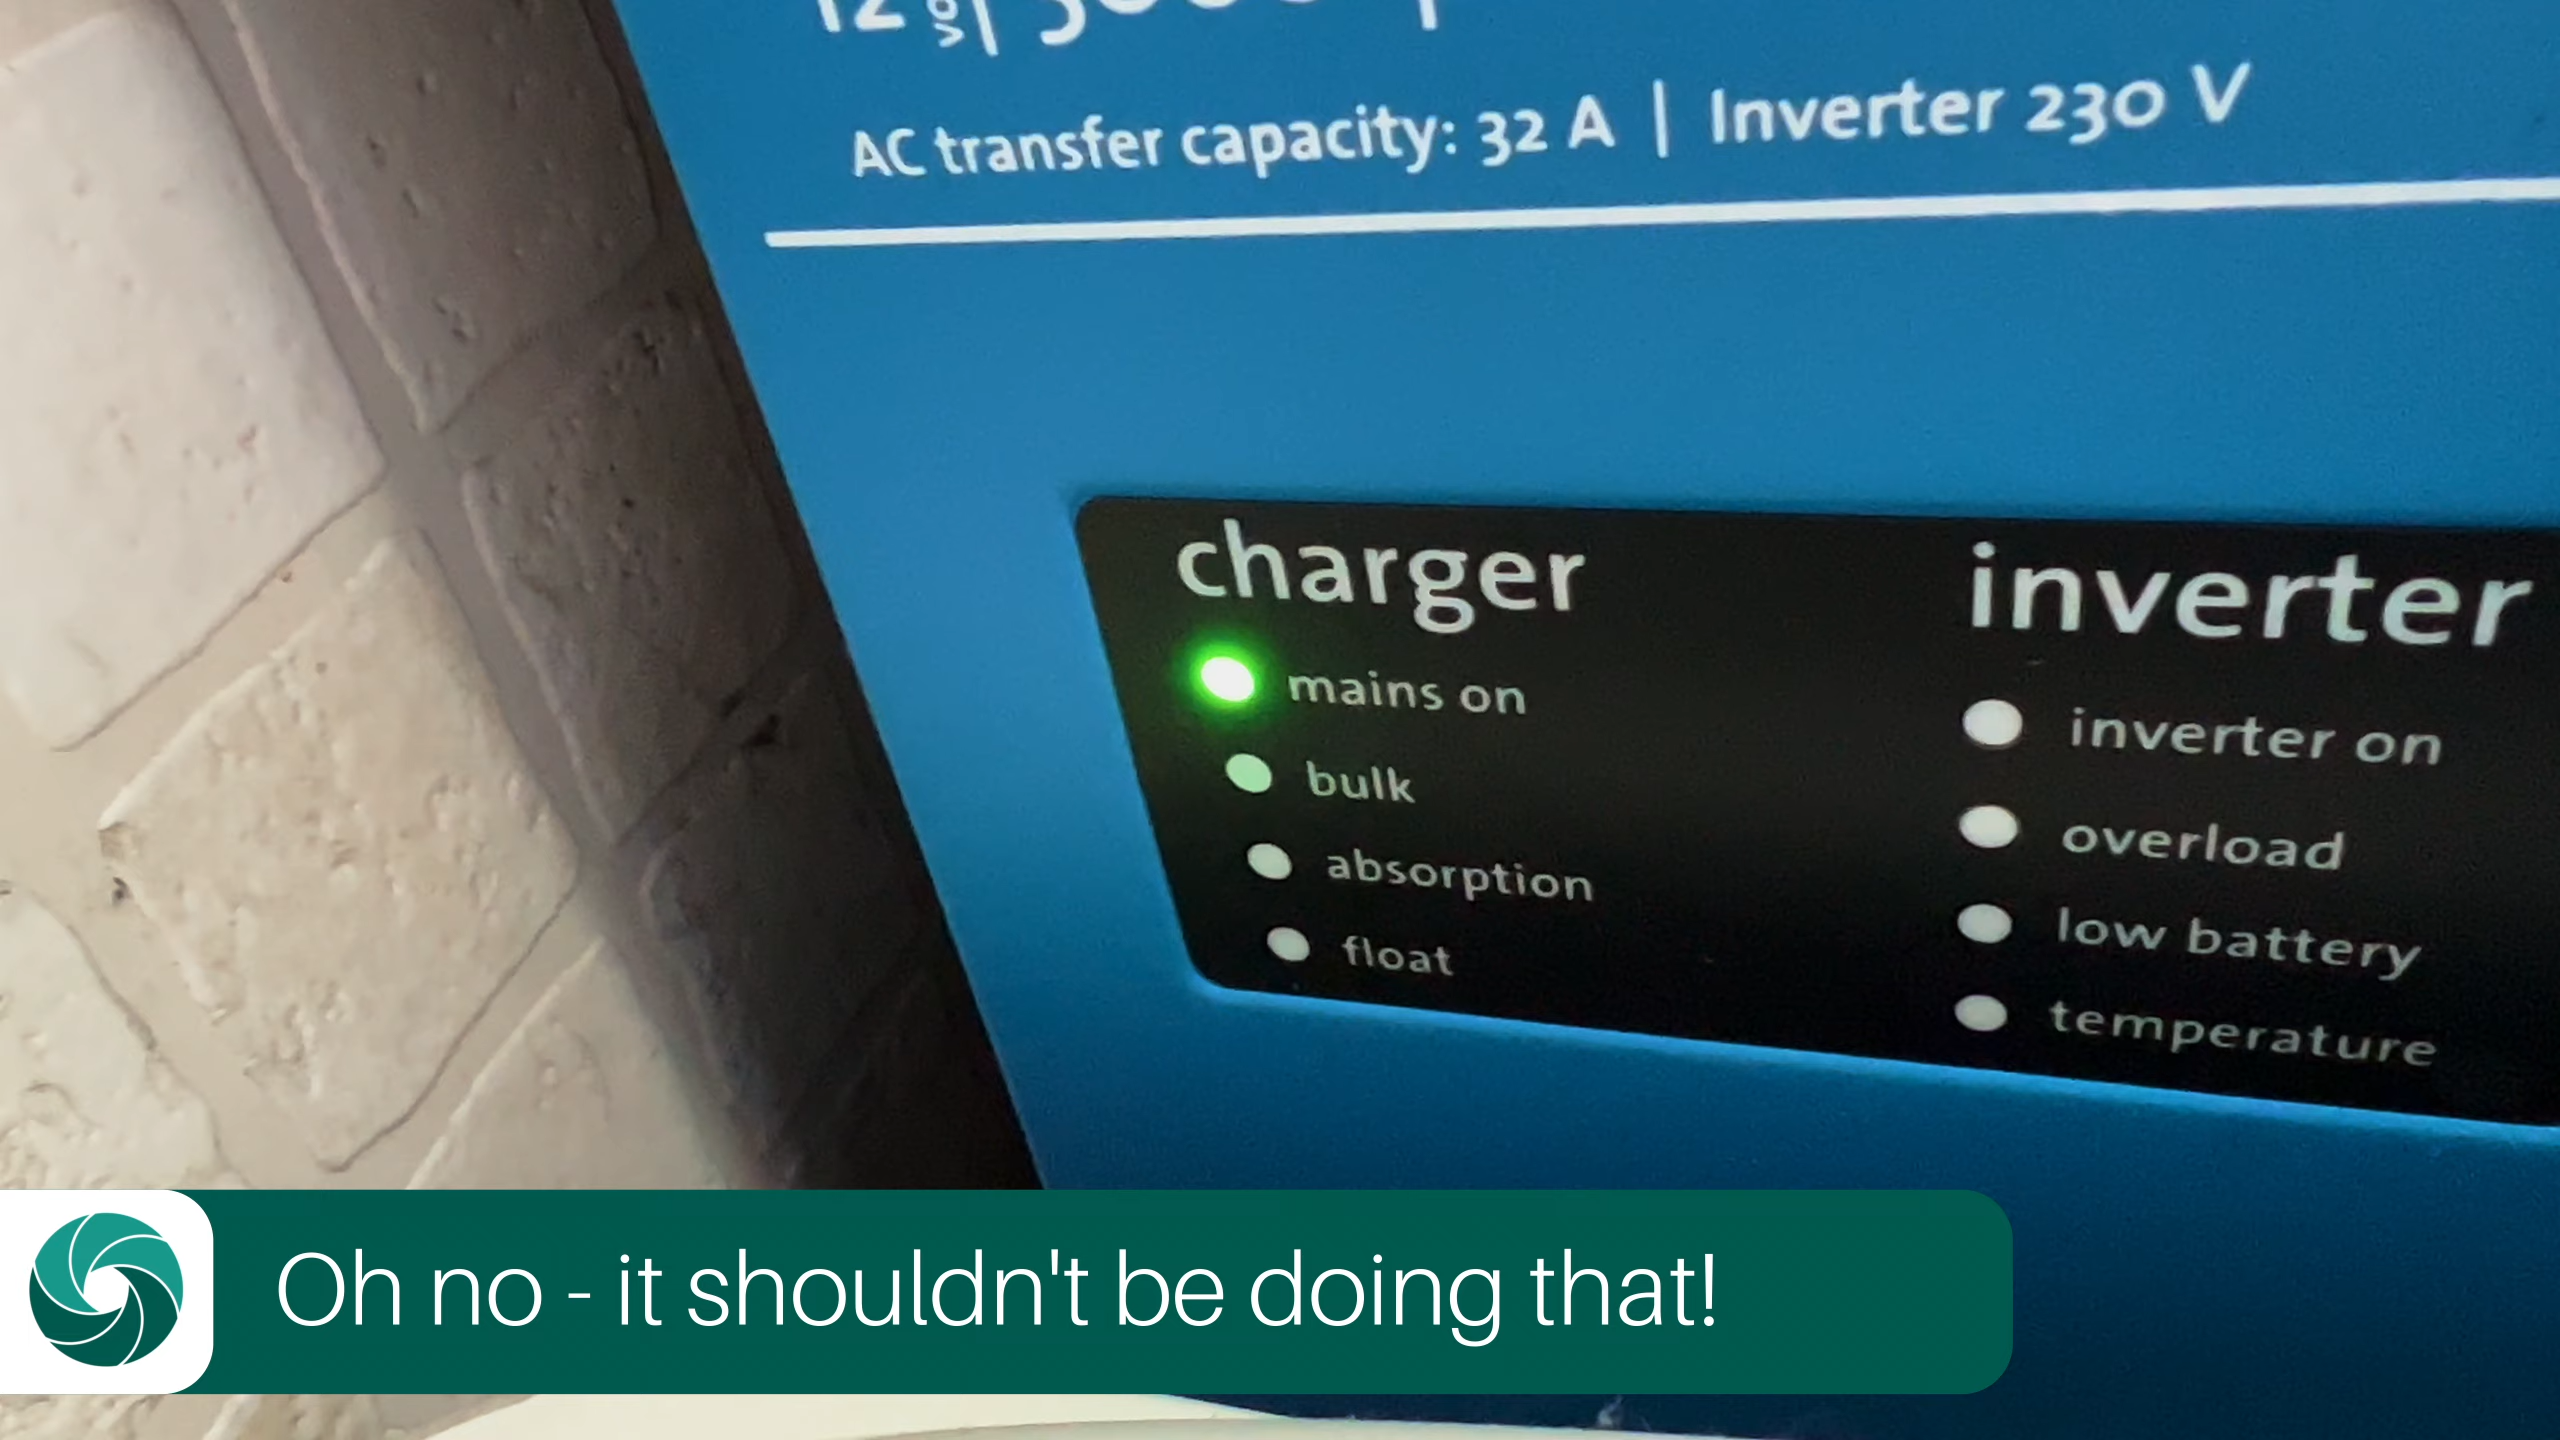 AC transfer capacity: 32 A | Inverter 230 V
charger
inverter
mains on
inverter on
bulk
overload
absorption
low battery
float
temperature
Oh no - it shouldn't be doing that!